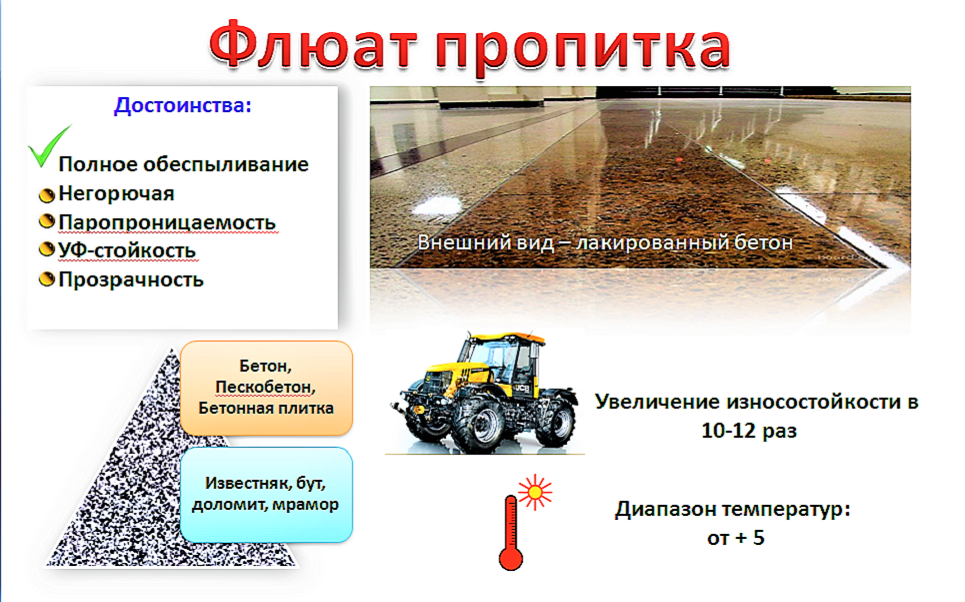 Флюат пропитка
Достоинства:
Полное обеспыливание
Негорючая
Паропроницаемость
УФ-стойкость
Прозрачность
Внешний вид – лакированный бетон
Бетон,
Пескобетон,
Бетонная плитка
Известняк, бут,
доломит, мрамор
JCB
Увеличение износостойкости в
10-12 раз
Диапазон температур:
от + 5